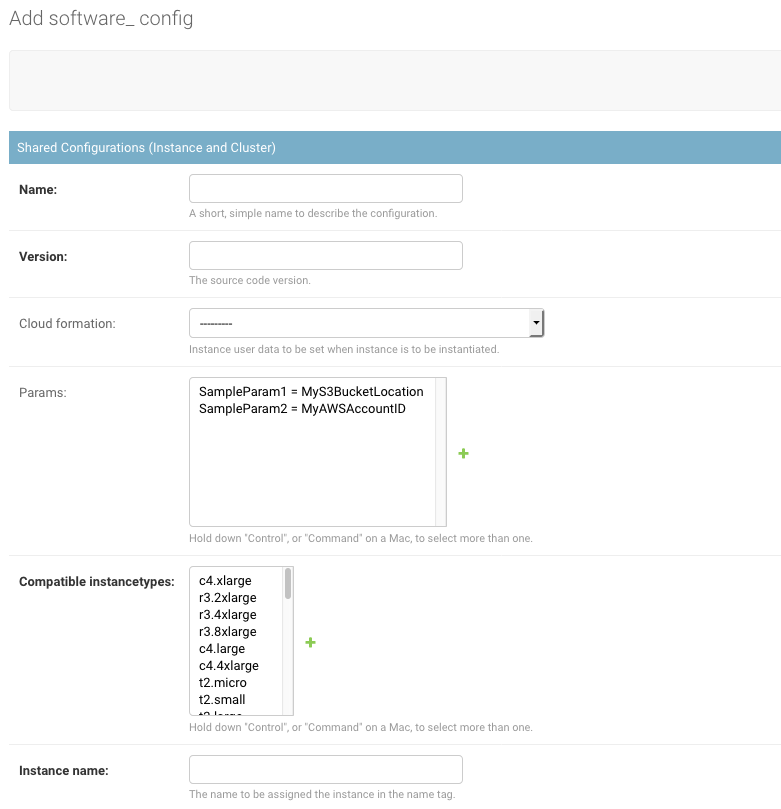 Add software_ config
Shared Configurations (Instance and Cluster)
Name:
A short, simple name to describe the configuration.
Version:
The source code version.
Cloud formation:
---------
Instance user data to be set when instance is to be instantiated.
Params:
SampleParam1 = MyS3BucketLocation
SampleParam2 = MyAWSAccountID
Hold down "Control", or "Command" on a Mac, to select more than one.
Compatible instancetypes:
c4.xlarge
r3.2xlarge
r3.4xlarge
r3.8xlarge
c4.large
c4.4xlarge
t2.micro
t2.small
Hold down "Control", or "Command" on a Mac, to select more than one.
Instance name:
The name to be assigned the instance in the name tag.